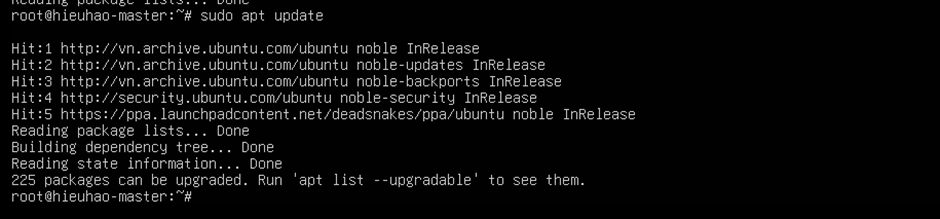 Reading package lists... Done
root@hieuhao-master:~# sudo apt update
Hit:1 http://vn.archive.ubuntu.com/ubuntu noble InRelease
Hit:2 http://vn.archive.ubuntu.com/ubuntu noble-updates InRelease
Hit:3 http://vn.archive.ubuntu.com/ubuntu noble-backports InRelease
Hit:4 http://security.ubuntu.com/ubuntu noble-security InRelease
Hit:5 https://ppa.launchpadcontent.net/deadsnakes/ppa/ubuntu noble InRelease
Reading package lists... Done
Building dependency tree... Done
Reading state information... Done
225 packages can be upgraded. Run 'apt list --upgradable' to see them.
root@hieuhao-master:~#